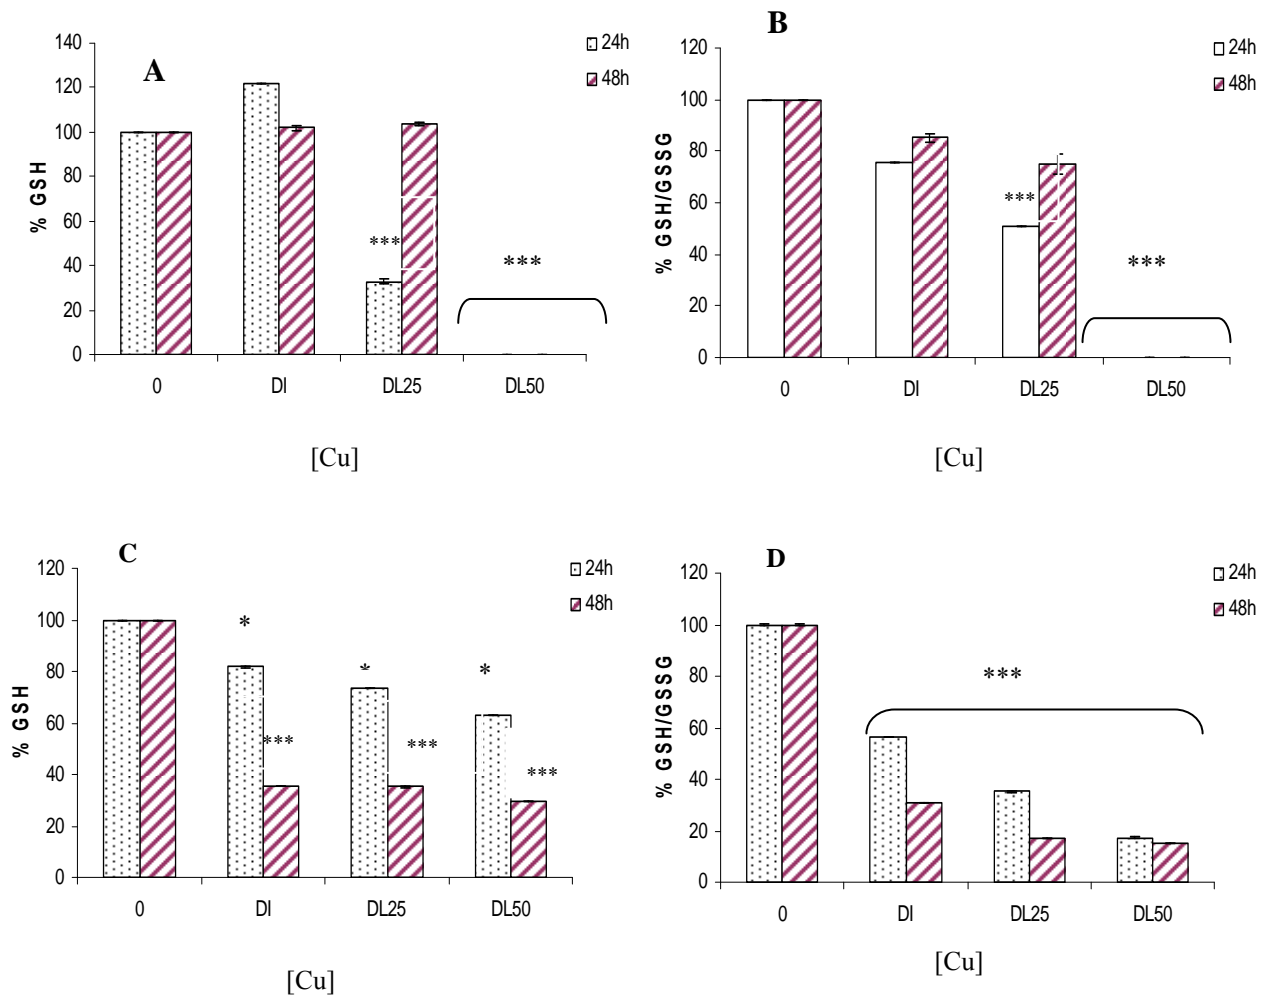 A
% GSH
140
120
100
80
60
40
20
0
24h
48h
***
***
0 DI DL25 DL50
[Cu]
B
% GSH/GSSG
120
100
80
60
40
20
0
24h
48h
***
***
0 DI DL25 DL50
[Cu]
C
% GSH
120
100
80
60
40
20
0
24h
48h
* * *
*** *** ***
0 DI DL25 DL50
[Cu]
D
% GSH/GSSG
120
100
80
60
40
20
0
24h
48h
***
0 DI DL25 DL50
[Cu]